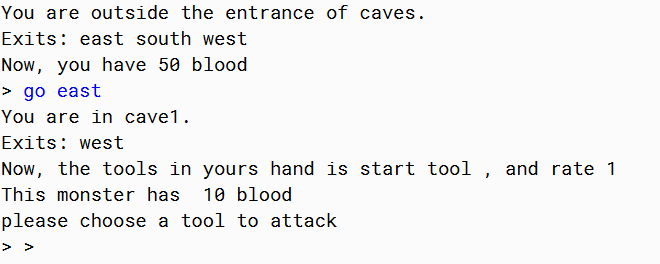 You are outside the entrance of caves.
Exits: east south west
Now, you have 50 blood
> go east
You are in cave1.
Exits: west
Now, the tools in yours hand is start tool , and rate 1
This monster has  10 blood
please choose a tool to attack
> >